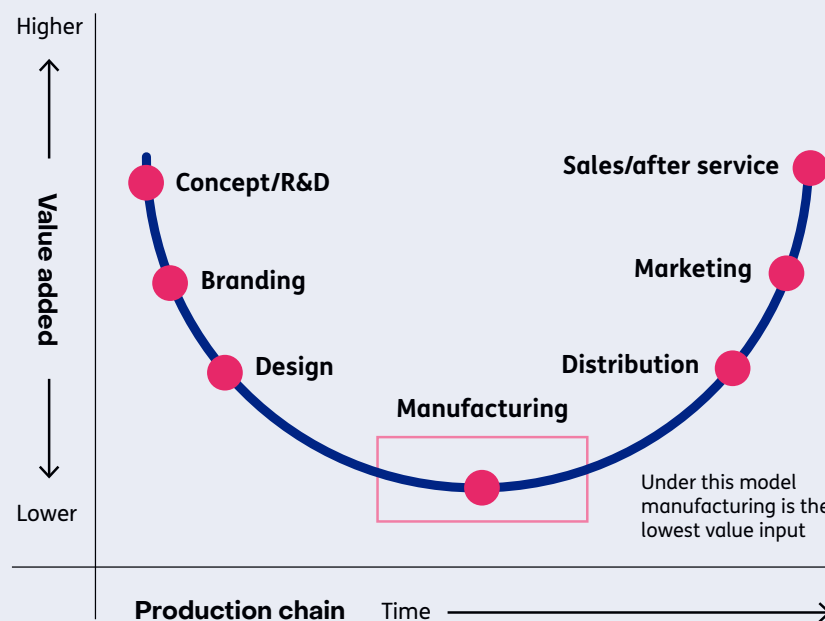 Higher
Value added
Lower
Concept/R&D
Branding
Design
Manufacturing
Sales/after service
Marketing
Distribution
Under this model
manufacturing is the
lowest value input
Production chain Time